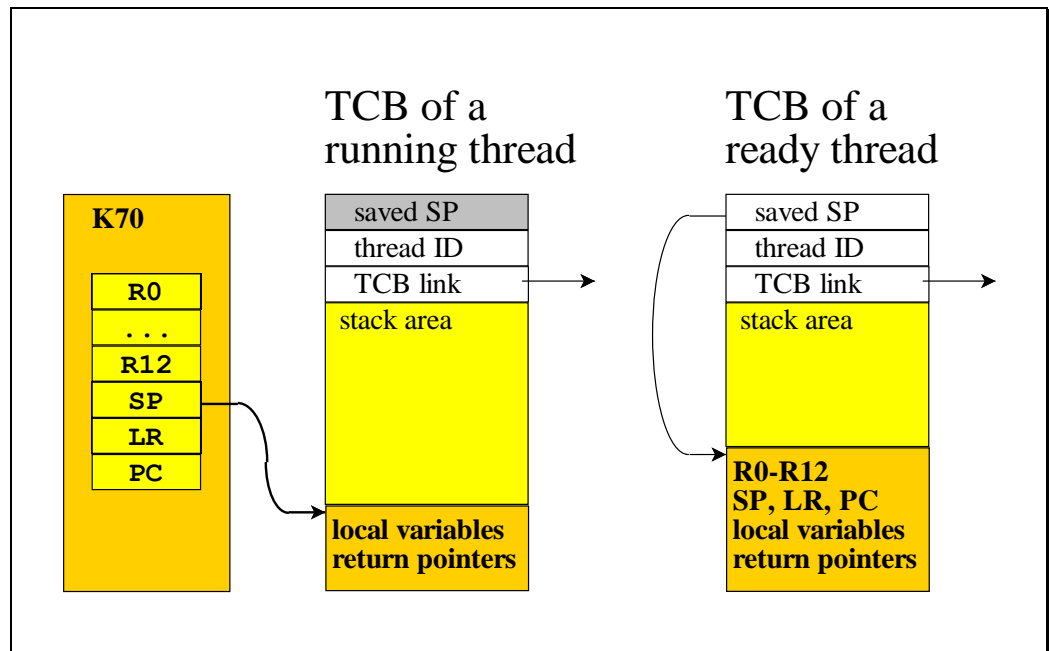 TCB of a
running thread
TCB of a
ready thread
K70
R0
...
R12
SP
LR
PC
saved SP
thread ID
TCB link
stack area
local variables
return pointers
saved SP
thread ID
TCB link
stack area
R0-R12
SP, LR, PC
local variables
return pointers